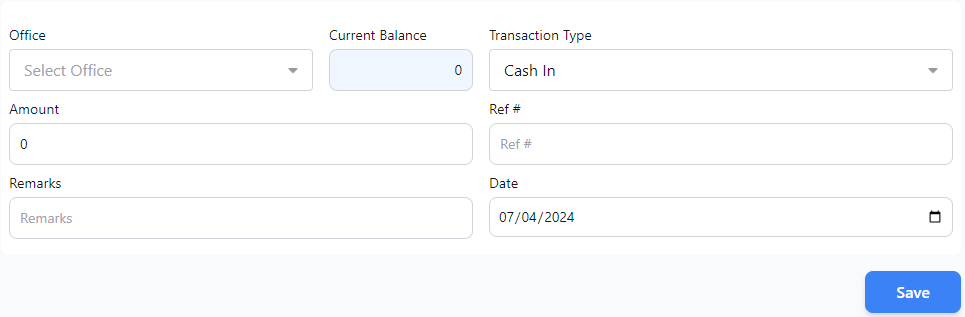 Office Current Balance Transaction Type
Select Office 0 Cash In
Amount Ref #
0 Ref #
Remarks Date
Remarks 07/04/2024
Save